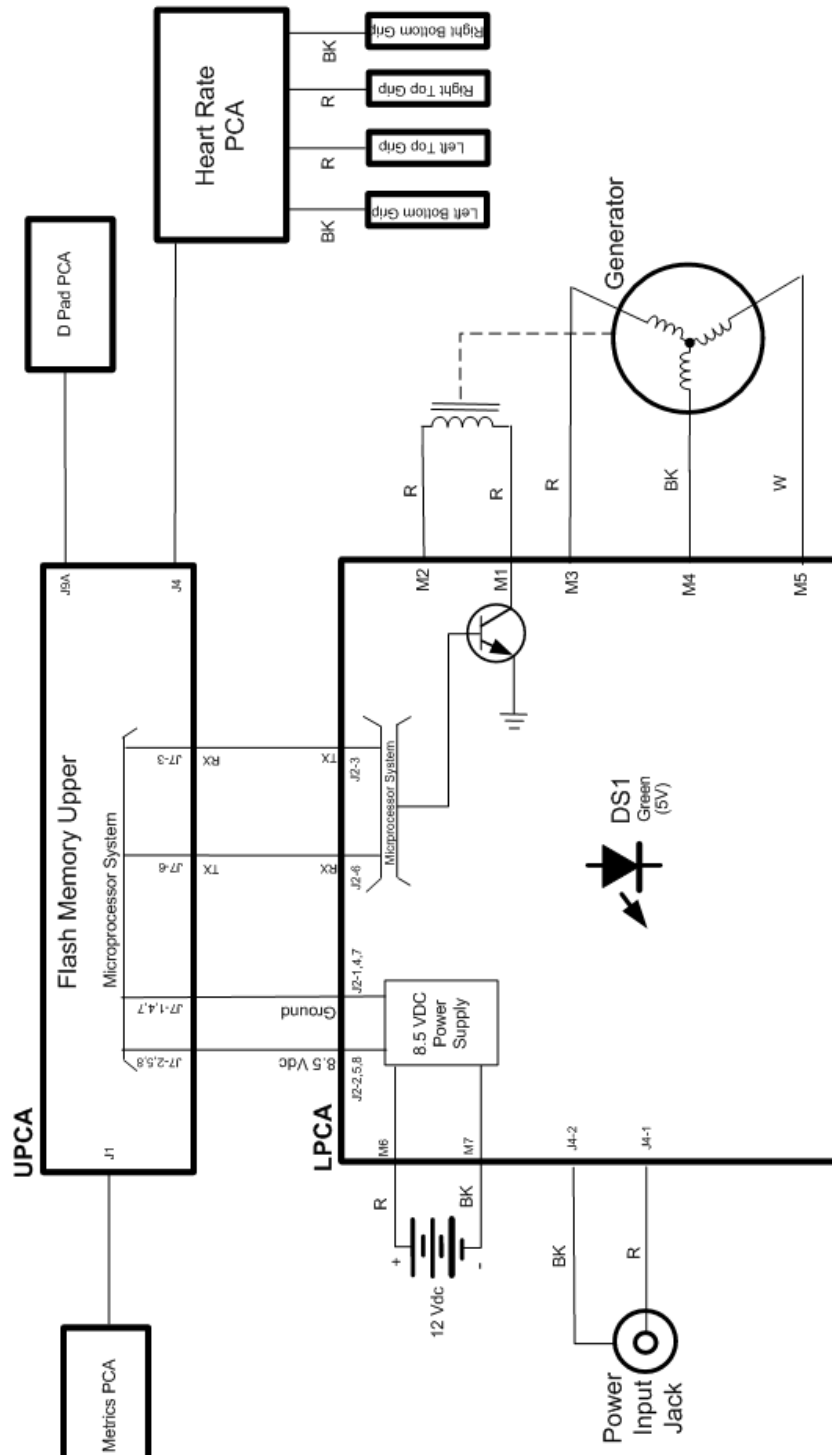 D Pad PCA
Heart Rate
PCA
BK
R
R
BK
Right Bottom Grip
Right Top Grip
Left Top Grip
Left Bottom Grip
UPCA
J9A
J4
J1
Flash Memory Upper
Microprocessor System
J7-3
J7-6
J7-1,4,7
J7-2,5,8
RX
TX
Ground
8.5 Vdc
TX
RX
LPCA
J2-3
J2-6
J2-1,4,7
J2-2,5,8
Micrprocessor System
8.5 VDC
Power
Supply
M2
M1
M3
M4
M5
R
R
R
BK
W
Generator
DS1
Green
(5V)
M6
M7
J4-2
J4-1
R
BK
+
-
12 Vdc
BK
R
Power
Input
Jack
Metrics PCA